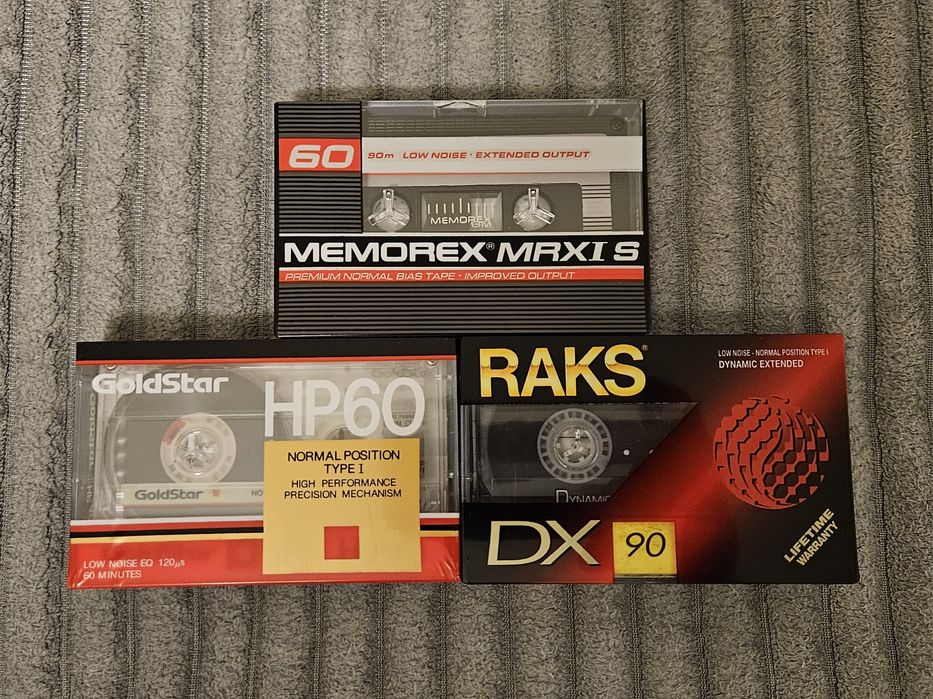 60
90m LOW NOISE · EXTENDED OUTPUT
MEMOREX
MEMOREX® MRXI S
PREMIUM NORMAL BIAS TAPE · IMPROVED OUTPUT
GoldStar
HP60
GoldStar
NO
NORMAL POSITION
TYPE I
HIGH PERFORMANCE
PRECISION MECHANISM
LOW NOISE EQ 120µs
60 MINUTES
RAKS®
LOW NOISE - NORMAL POSITION TYPE I
DYNAMIC EXTENDED
DYNAMIC
DX 90
LIFETIME
WARRANTY